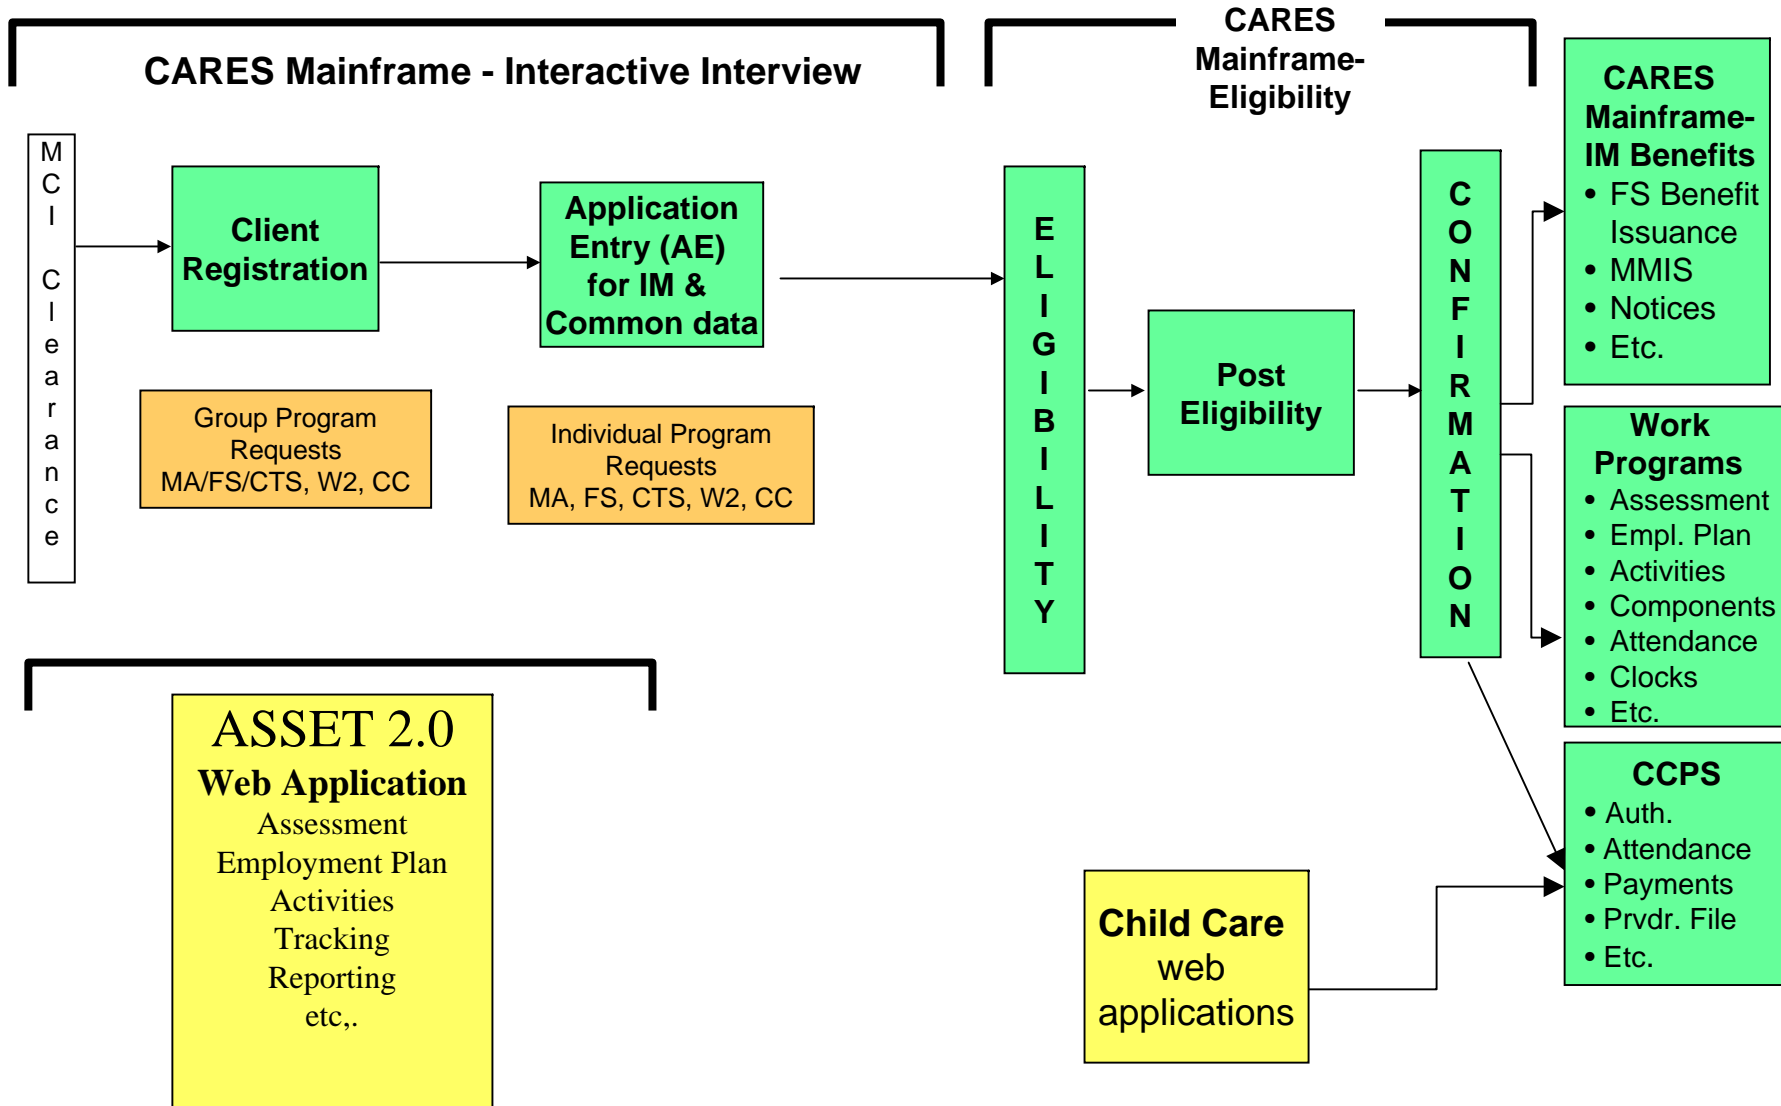 CARES Mainframe - Interactive Interview
CARES
Mainframe-
Eligibility
MCI Clearance
Client
Registration
Application
Entry (AE)
for IM &
Common data
Group Program
Requests
MA/FS/CTS, W2, CC
Individual Program
Requests
MA, FS, CTS, W2, CC
ELIGIBILITY
Post
Eligibility
CONFIRMATION
CARES
Mainframe-
IM Benefits
• FS Benefit
Issuance
• MMIS
• Notices
• Etc.
Work
Programs
• Assessment
• Empl. Plan
• Activities
• Components
• Attendance
• Clocks
• Etc.
CCPS
• Auth.
• Attendance
• Payments
• Prvdr. File
• Etc.
ASSET 2.0
Web Application
Assessment
Employment Plan
Activities
Tracking
Reporting
etc,.
Child Care
web
applications